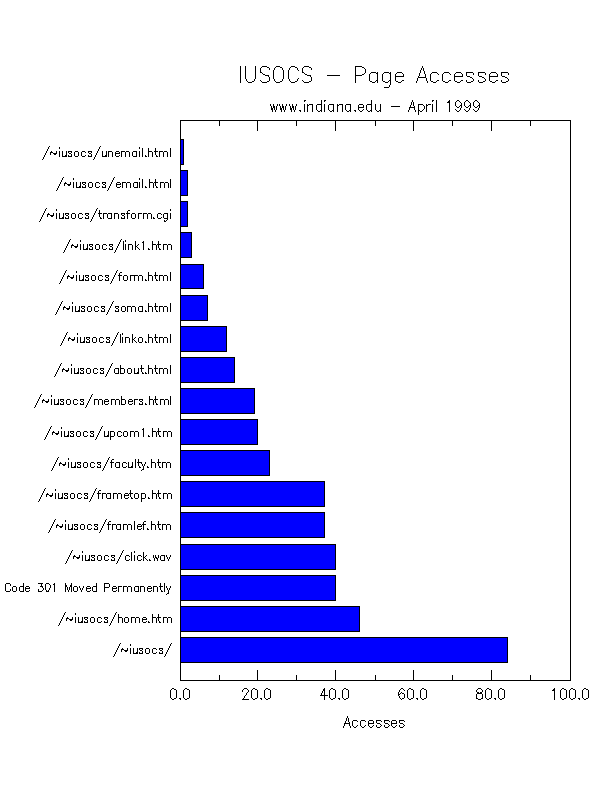 IUSOCS – Page Accesses
www.indiana.edu – April 1999
/~iusocs/unemail.html
/~iusocs/email.html
/~iusocs/transform.cgi
/~iusocs/link1.htm
/~iusocs/form.html
/~iusocs/soma.html
/~iusocs/linko.html
/~iusocs/about.html
/~iusocs/members.html
/~iusocs/upcom1.htm
/~iusocs/faculty.htm
/~iusocs/frametop.htm
/~iusocs/framlef.htm
/~iusocs/click.wav
Code 301 Moved Permanently
/~iusocs/home.htm
/~iusocs/
0.0 20.0 40.0 60.0 80.0 100.0
Accesses